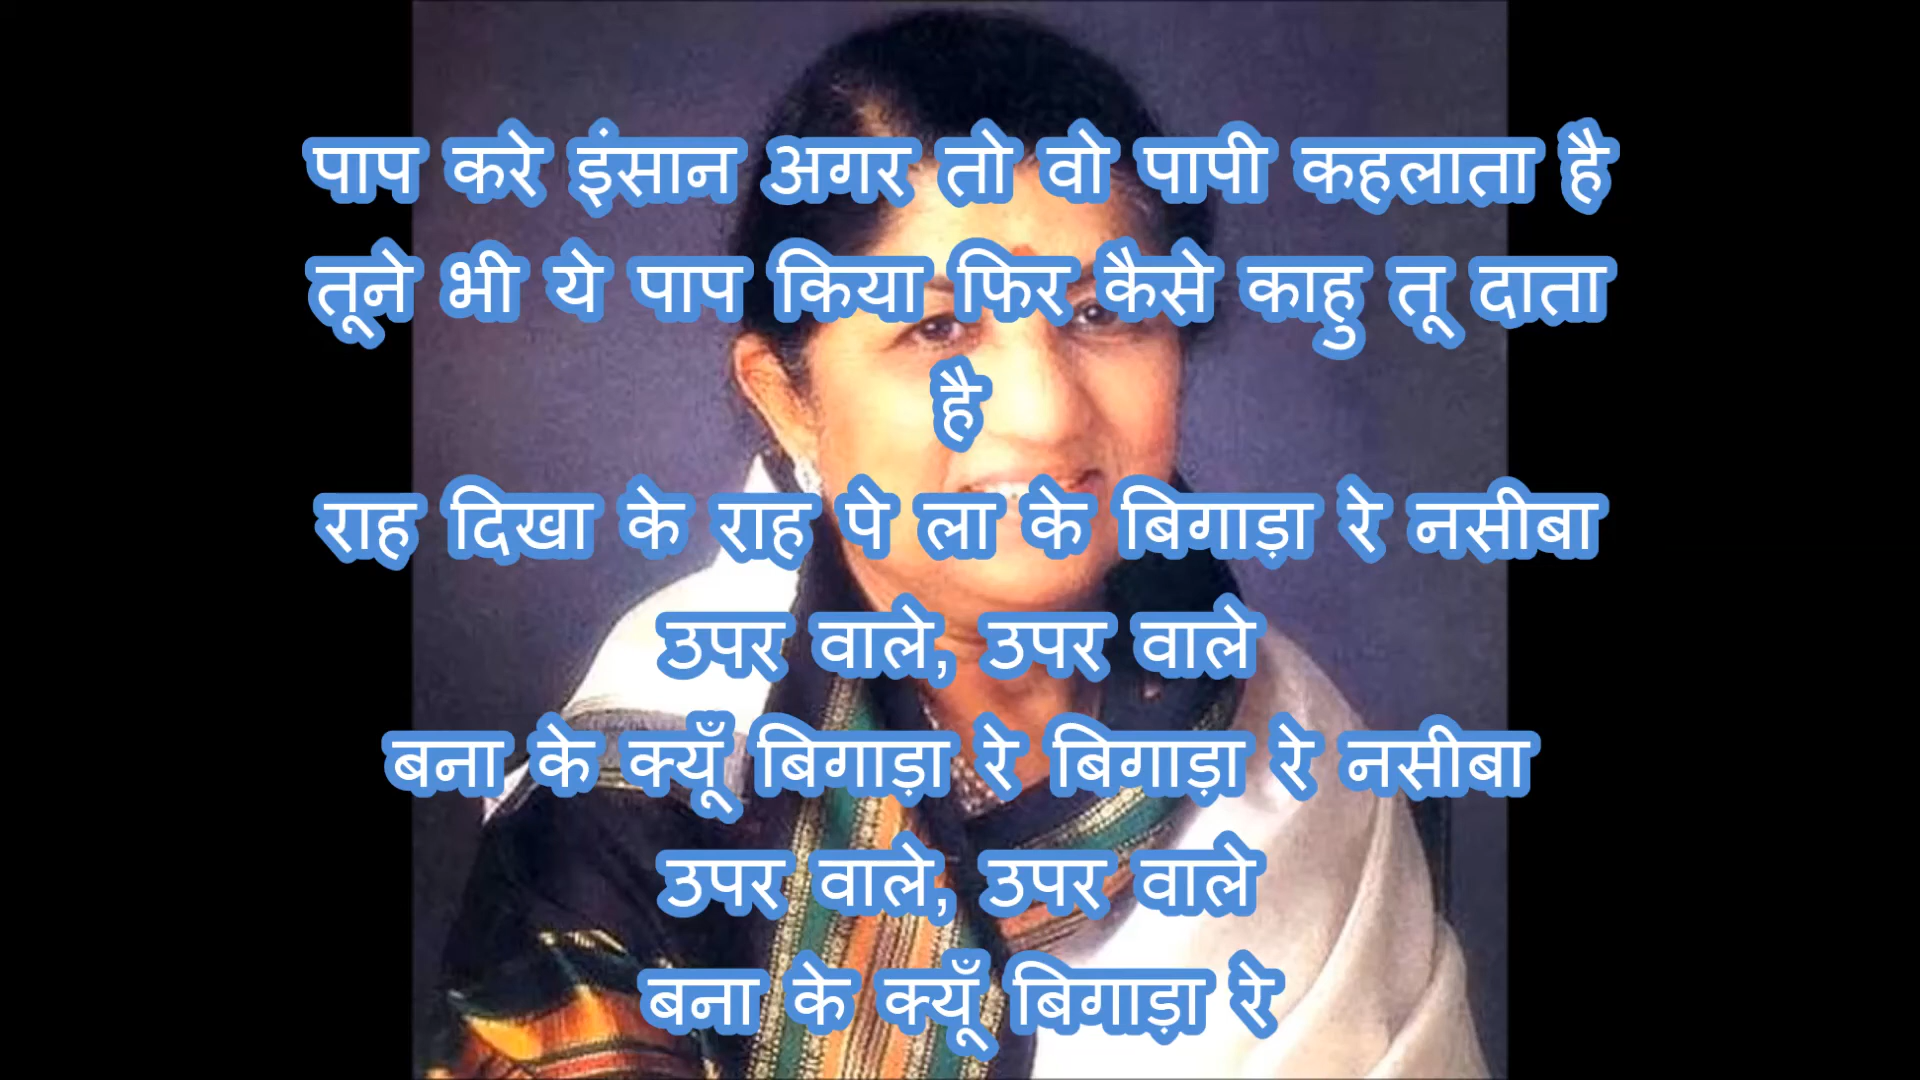 पाप करे इंसान अगर तो वो पापी कहलाता है
तूने भी ये पाप किया फिर कैसे काहु तू दाता
है
राह दिखा के राह पे ला के बिगाड़ा रे नसीबा
उपर वाले, उपर वाले
बना के क्यूँ बिगाड़ा रे बिगाड़ा रे नसीबा
उपर वाले, उपर वाले
बना के क्यूँ बिगाड़ा रे